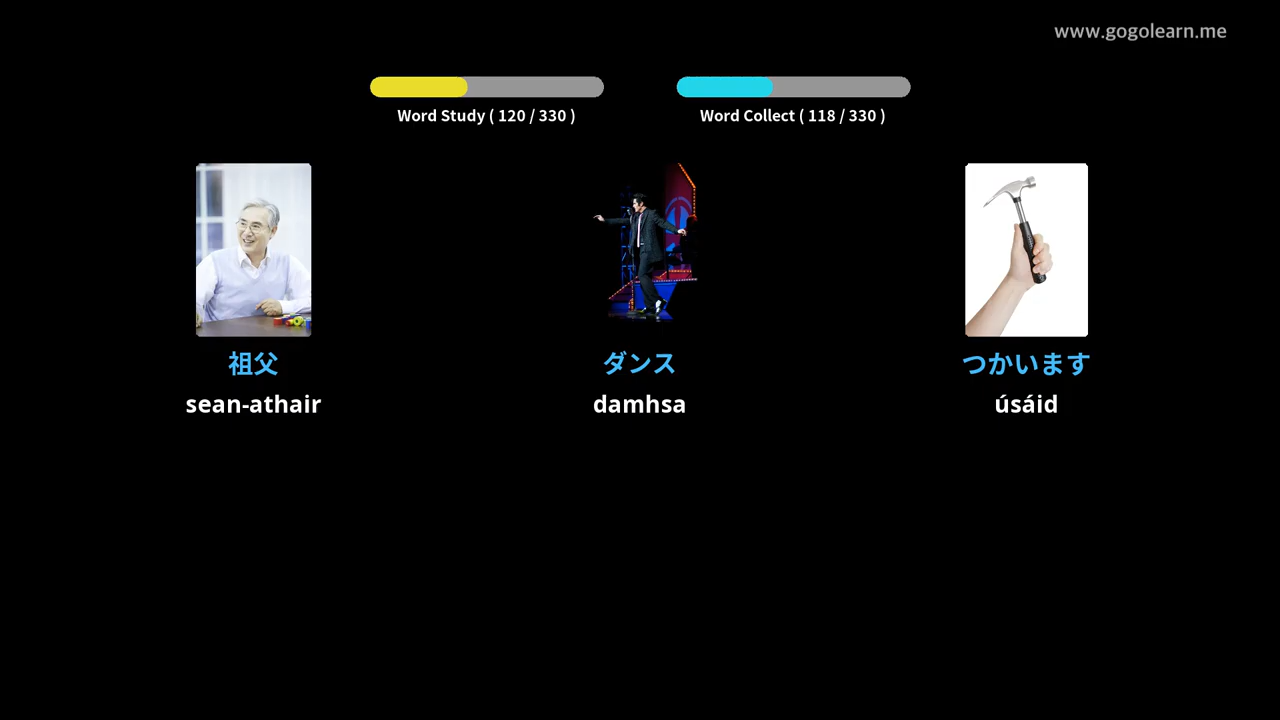 www.gogolearn.me
Word Study ( 120 / 330 )
Word Collect ( 118 / 330 )
祖父
ダンス
つかいます
sean-athair
damhsa
úsáid